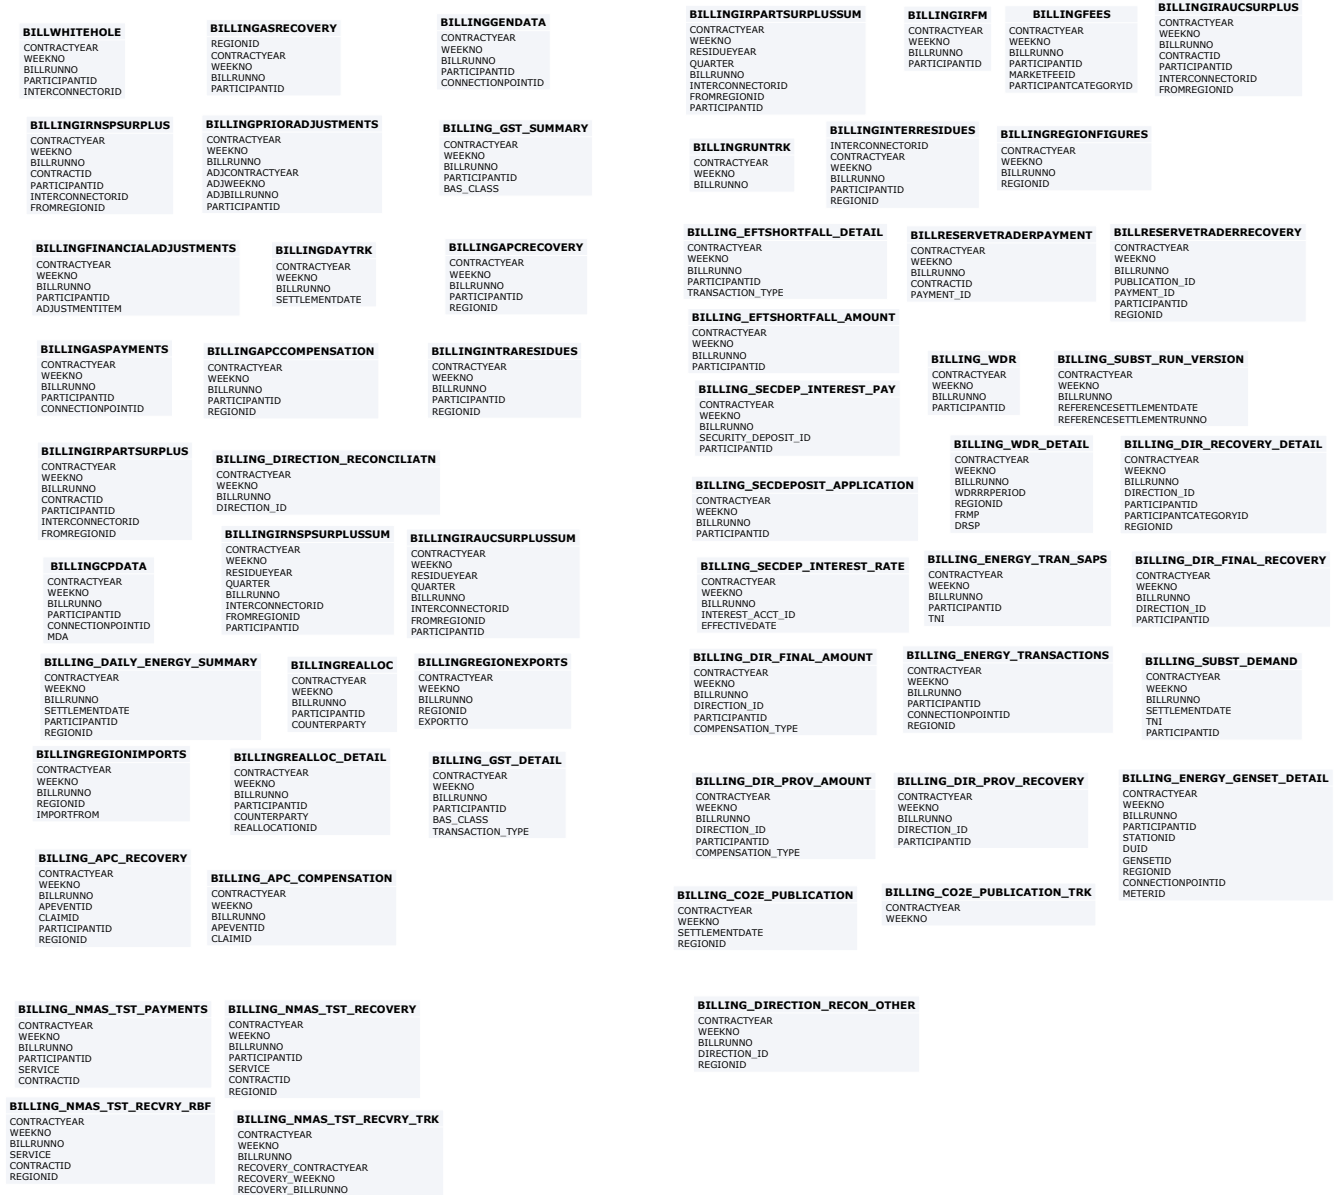 BILLWHITEHOLE
CONTRACTYEAR
WEEKNO
BILLRUNNO
PARTICIPANTID
INTERCONNECTORID
BILLINGASRECOVERY
REGIONID
CONTRACTYEAR
WEEKNO
BILLRUNNO
PARTICIPANTID
BILLINGGENDATA
CONTRACTYEAR
WEEKNO
BILLRUNNO
PARTICIPANTID
CONNECTIONPOINTID
BILLINGIRNSPSURPLUS
CONTRACTYEAR
WEEKNO
BILLRUNNO
CONTRACTID
PARTICIPANTID
INTERCONNECTORID
FROMREGIONID
BILLINGPRIORADJUSTMENTS
CONTRACTYEAR
WEEKNO
BILLRUNNO
ADJCONTRACTYEAR
ADJWEEKNO
ADJBILLRUNNO
PARTICIPANTID
BILLING_GST_SUMMARY
CONTRACTYEAR
WEEKNO
BILLRUNNO
PARTICIPANTID
BAS_CLASS
BILLINGFINANCIALADJUSTMENTS
CONTRACTYEAR
WEEKNO
BILLRUNNO
PARTICIPANTID
ADJUSTMENTITEM
BILLINGDAYTRK
CONTRACTYEAR
WEEKNO
BILLRUNNO
SETTLEMENTDATE
BILLINGAPCRECOVERY
CONTRACTYEAR
WEEKNO
BILLRUNNO
PARTICIPANTID
REGIONID
BILLINGASPAYMENTS
CONTRACTYEAR
WEEKNO
BILLRUNNO
PARTICIPANTID
CONNECTIONPOINTID
BILLINGAPCCOMPENSATION
CONTRACTYEAR
WEEKNO
BILLRUNNO
PARTICIPANTID
REGIONID
BILLINGINTRARESIDUES
CONTRACTYEAR
WEEKNO
BILLRUNNO
PARTICIPANTID
REGIONID
BILLINGIRPARTSURPLUS
CONTRACTYEAR
WEEKNO
BILLRUNNO
CONTRACTID
PARTICIPANTID
INTERCONNECTORID
FROMREGIONID
BILLING_DIRECTION_RECONCILIATN
CONTRACTYEAR
WEEKNO
BILLRUNNO
DIRECTION_ID
BILLINGCPDATA
CONTRACTYEAR
WEEKNO
BILLRUNNO
PARTICIPANTID
CONNECTIONPOINTID
MDA
BILLINGIRNSPSURPLUSSUM
CONTRACTYEAR
WEEKNO
RESIDUEYEAR
QUARTER
BILLRUNNO
INTERCONNECTORID
FROMREGIONID
PARTICIPANTID
BILLINGIRAUCSURPLUSSUM
CONTRACTYEAR
WEEKNO
RESIDUEYEAR
QUARTER
BILLRUNNO
INTERCONNECTORID
FROMREGIONID
PARTICIPANTID
BILLING_DAILY_ENERGY_SUMMARY
CONTRACTYEAR
WEEKNO
BILLRUNNO
SETTLEMENTDATE
PARTICIPANTID
REGIONID
BILLINGREALLOC
CONTRACTYEAR
WEEKNO
BILLRUNNO
PARTICIPANTID
COUNTERPARTY
BILLINGREGIONEXPORTS
CONTRACTYEAR
WEEKNO
BILLRUNNO
REGIONID
EXPORTTO
BILLINGREGIONIMPORTS
CONTRACTYEAR
WEEKNO
BILLRUNNO
REGIONID
IMPORTFROM
BILLINGREALLOC_DETAIL
CONTRACTYEAR
WEEKNO
BILLRUNNO
PARTICIPANTID
COUNTERPARTY
REALLOCATIONID
BILLING_GST_DETAIL
CONTRACTYEAR
WEEKNO
BILLRUNNO
PARTICIPANTID
BAS_CLASS
TRANSACTION_TYPE
BILLING_APC_RECOVERY
CONTRACTYEAR
WEEKNO
BILLRUNNO
APEVENTID
CLAIMID
PARTICIPANTID
REGIONID
BILLING_APC_COMPENSATION
CONTRACTYEAR
WEEKNO
BILLRUNNO
APEVENTID
CLAIMID
BILLING_NMAS_TST_PAYMENTS
CONTRACTYEAR
WEEKNO
BILLRUNNO
PARTICIPANTID
SERVICE
CONTRACTID
BILLING_NMAS_TST_RECOVERY
CONTRACTYEAR
WEEKNO
BILLRUNNO
PARTICIPANTID
SERVICE
CONTRACTID
REGIONID
BILLING_NMAS_TST_RECVRY_RBF
CONTRACTYEAR
WEEKNO
BILLRUNNO
SERVICE
CONTRACTID
REGIONID
BILLING_NMAS_TST_RECVRY_TRK
CONTRACTYEAR
WEEKNO
BILLRUNNO
RECOVERY_CONTRACTYEAR
RECOVERY_WEEKNO
RECOVERY_BILLRUNNO
BILLINGIRPARTSURPLUSSUM
CONTRACTYEAR
WEEKNO
RESIDUEYEAR
QUARTER
BILLRUNNO
INTERCONNECTORID
FROMREGIONID
PARTICIPANTID
BILLINGIRFM
CONTRACTYEAR
WEEKNO
BILLRUNNO
PARTICIPANTID
BILLINGFEES
CONTRACTYEAR
WEEKNO
BILLRUNNO
PARTICIPANTID
MARKETFEEID
PARTICIPANTCATEGORYID
BILLINGIRAUCSURPLUS
CONTRACTYEAR
WEEKNO
BILLRUNNO
CONTRACTID
PARTICIPANTID
INTERCONNECTORID
FROMREGIONID
BILLINGRUNTRK
CONTRACTYEAR
WEEKNO
BILLRUNNO
BILLINGINTERRESIDUES
INTERCONNECTORID
CONTRACTYEAR
WEEKNO
BILLRUNNO
PARTICIPANTID
REGIONID
BILLINGREGIONFIGURES
CONTRACTYEAR
WEEKNO
BILLRUNNO
REGIONID
BILLING_EFTSHORTFALL_DETAIL
CONTRACTYEAR
WEEKNO
BILLRUNNO
PARTICIPANTID
TRANSACTION_TYPE
BILLRESERVETRADERPAYMENT
CONTRACTYEAR
WEEKNO
BILLRUNNO
CONTRACTID
PAYMENT_ID
BILLRESERVETRADERRECOVERY
CONTRACTYEAR
WEEKNO
BILLRUNNO
PUBLICATION_ID
PAYMENT_ID
PARTICIPANTID
REGIONID
BILLING_EFTSHORTFALL_AMOUNT
CONTRACTYEAR
WEEKNO
BILLRUNNO
PARTICIPANTID
BILLING_WDR
CONTRACTYEAR
WEEKNO
BILLRUNNO
PARTICIPANTID
BILLING_SUBST_RUN_VERSION
CONTRACTYEAR
WEEKNO
BILLRUNNO
REFERENCESETTLEMENTDATE
REFERENCESETTLEMENTRUNNO
BILLING_SECDEP_INTEREST_PAY
CONTRACTYEAR
WEEKNO
BILLRUNNO
SECURITY_DEPOSIT_ID
PARTICIPANTID
BILLING_WDR_DETAIL
CONTRACTYEAR
WEEKNO
BILLRUNNO
WDRRRPERIOD
REGIONID
FRMP
DRSP
BILLING_DIR_RECOVERY_DETAIL
CONTRACTYEAR
WEEKNO
BILLRUNNO
DIRECTION_ID
PARTICIPANTID
PARTICIPANTCATEGORYID
REGIONID
BILLING_SECDEPOSIT_APPLICATION
CONTRACTYEAR
WEEKNO
BILLRUNNO
PARTICIPANTID
BILLING_SECDEP_INTEREST_RATE
CONTRACTYEAR
WEEKNO
BILLRUNNO
INTEREST_ACCT_ID
EFFECTIVEDATE
BILLING_ENERGY_TRAN_SAPS
CONTRACTYEAR
WEEKNO
BILLRUNNO
PARTICIPANTID
TNI
BILLING_DIR_FINAL_RECOVERY
CONTRACTYEAR
WEEKNO
BILLRUNNO
DIRECTION_ID
PARTICIPANTID
BILLING_DIR_FINAL_AMOUNT
CONTRACTYEAR
WEEKNO
BILLRUNNO
DIRECTION_ID
PARTICIPANTID
COMPENSATION_TYPE
BILLING_ENERGY_TRANSACTIONS
CONTRACTYEAR
WEEKNO
BILLRUNNO
PARTICIPANTID
CONNECTIONPOINTID
REGIONID
BILLING_SUBST_DEMAND
CONTRACTYEAR
WEEKNO
BILLRUNNO
SETTLEMENTDATE
TNI
PARTICIPANTID
BILLING_DIR_PROV_AMOUNT
CONTRACTYEAR
WEEKNO
BILLRUNNO
DIRECTION_ID
PARTICIPANTID
COMPENSATION_TYPE
BILLING_DIR_PROV_RECOVERY
CONTRACTYEAR
WEEKNO
BILLRUNNO
DIRECTION_ID
PARTICIPANTID
BILLING_ENERGY_GENSET_DETAIL
CONTRACTYEAR
WEEKNO
BILLRUNNO
PARTICIPANTID
STATIONID
DUID
GENSETID
REGIONID
CONNECTIONPOINTID
METERID
BILLING_CO2E_PUBLICATION
CONTRACTYEAR
WEEKNO
SETTLEMENTDATE
REGIONID
BILLING_CO2E_PUBLICATION_TRK
CONTRACTYEAR
WEEKNO
BILLING_DIRECTION_RECON_OTHER
CONTRACTYEAR
WEEKNO
BILLRUNNO
DIRECTION_ID
REGIONID